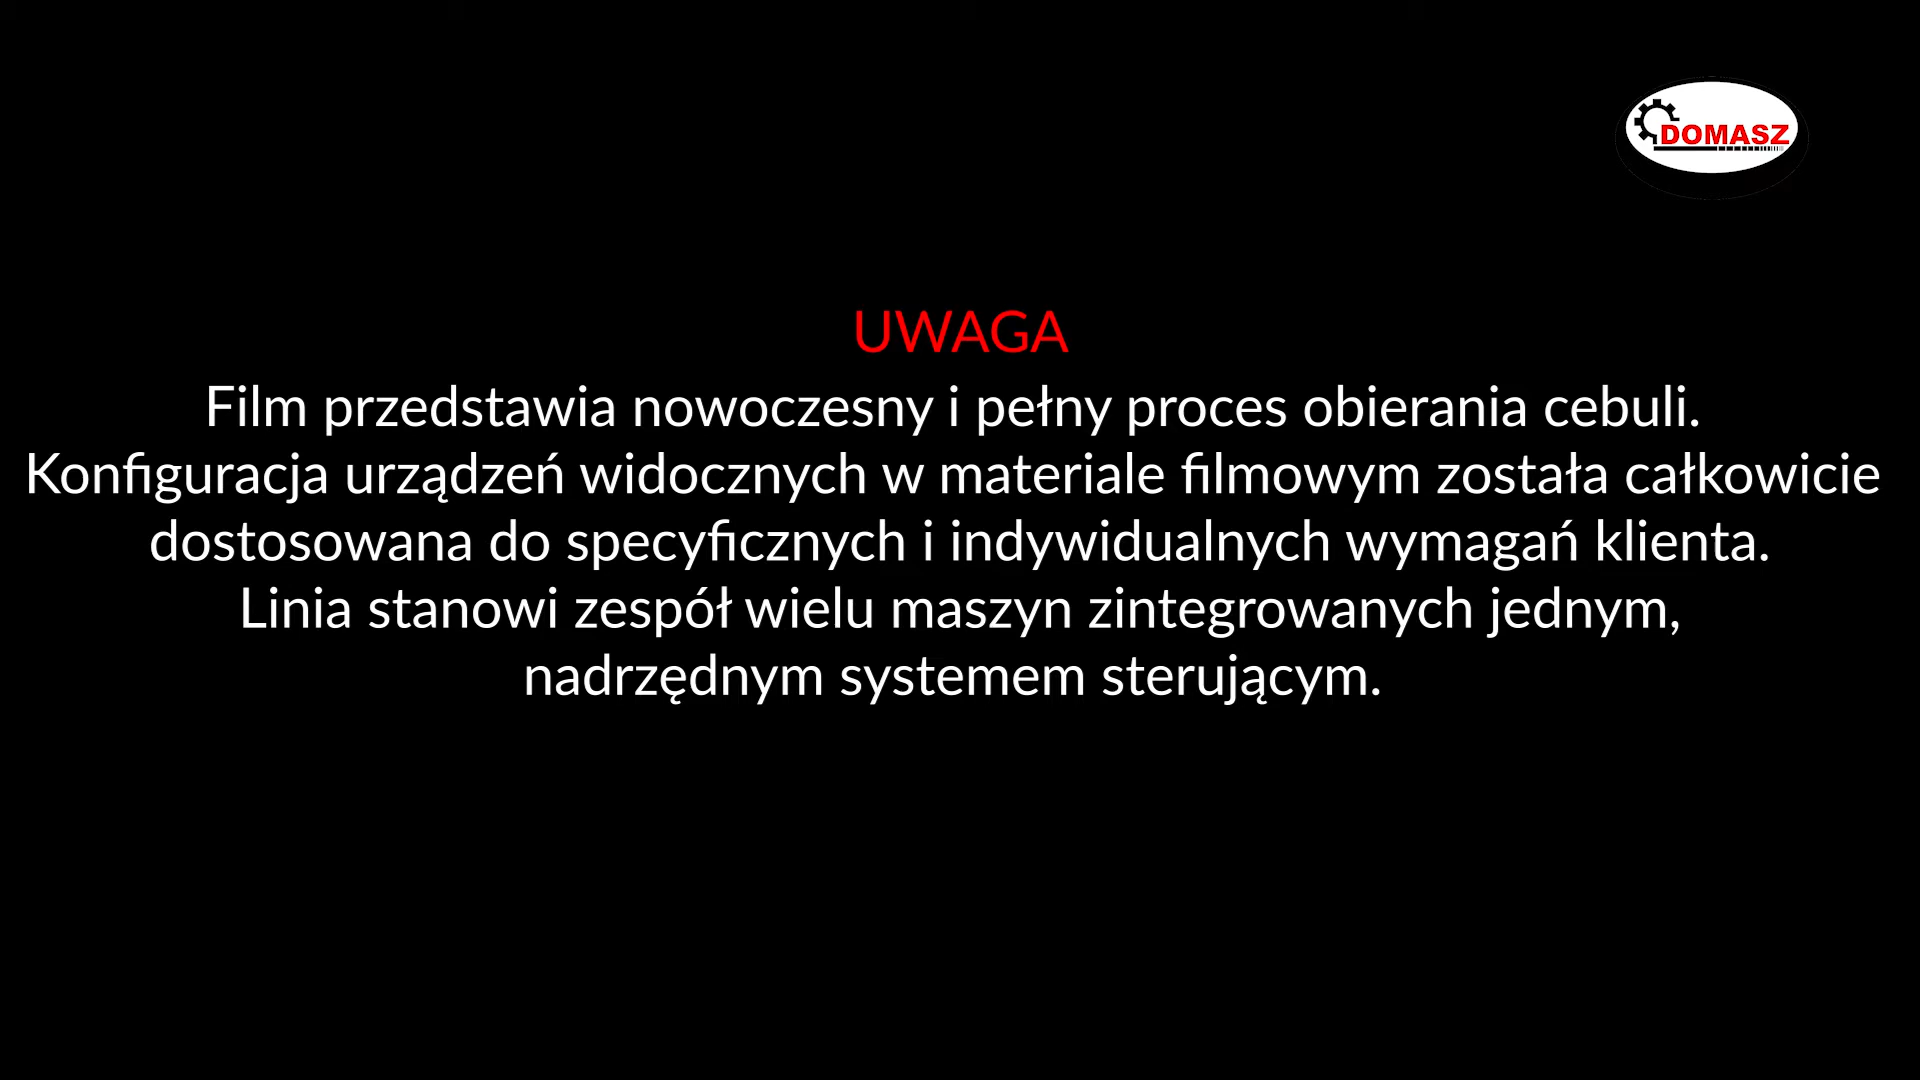 DOMASZ
UWAGA
Film przedstawia nowoczesny i pełny proces obierania cebuli.
Konfiguracja urządzeń widocznych w materiale filmowym została całkowicie
dostosowana do specyficznych i indywidualnych wymagań klienta.
Linia stanowi zespół wielu maszyn zintegrowanych jednym,
nadrzędnym systemem sterującym.